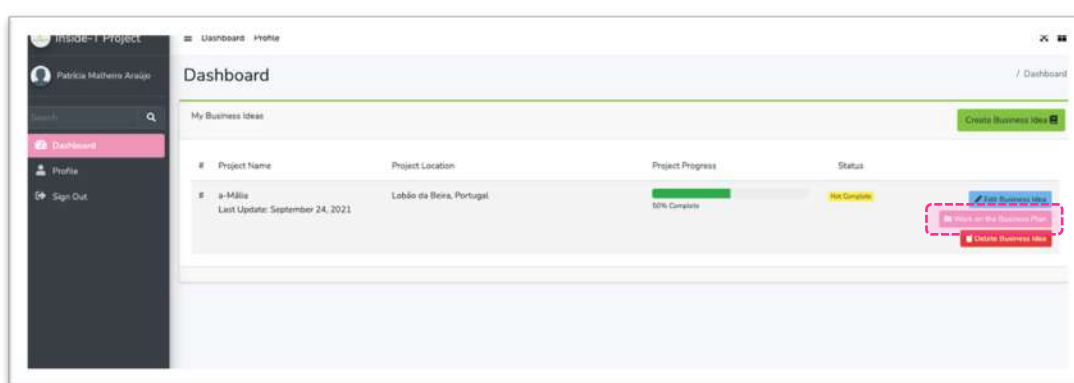 Inside-T Project
Dashboard Profile
Patrícia Malheiro Araújo
Dashboard
/ Dashboard
Search
My Business Ideas
Create Business Idea
Dashboard
Profile
Sign Out
# Project Name Project Location Project Progress Status
# a-Mália Lobão da Beira, Portugal Not Complete Edit Business Idea
Last Update: September 24, 2021 50% Complete Work on the Business Plan
Delete Business Idea